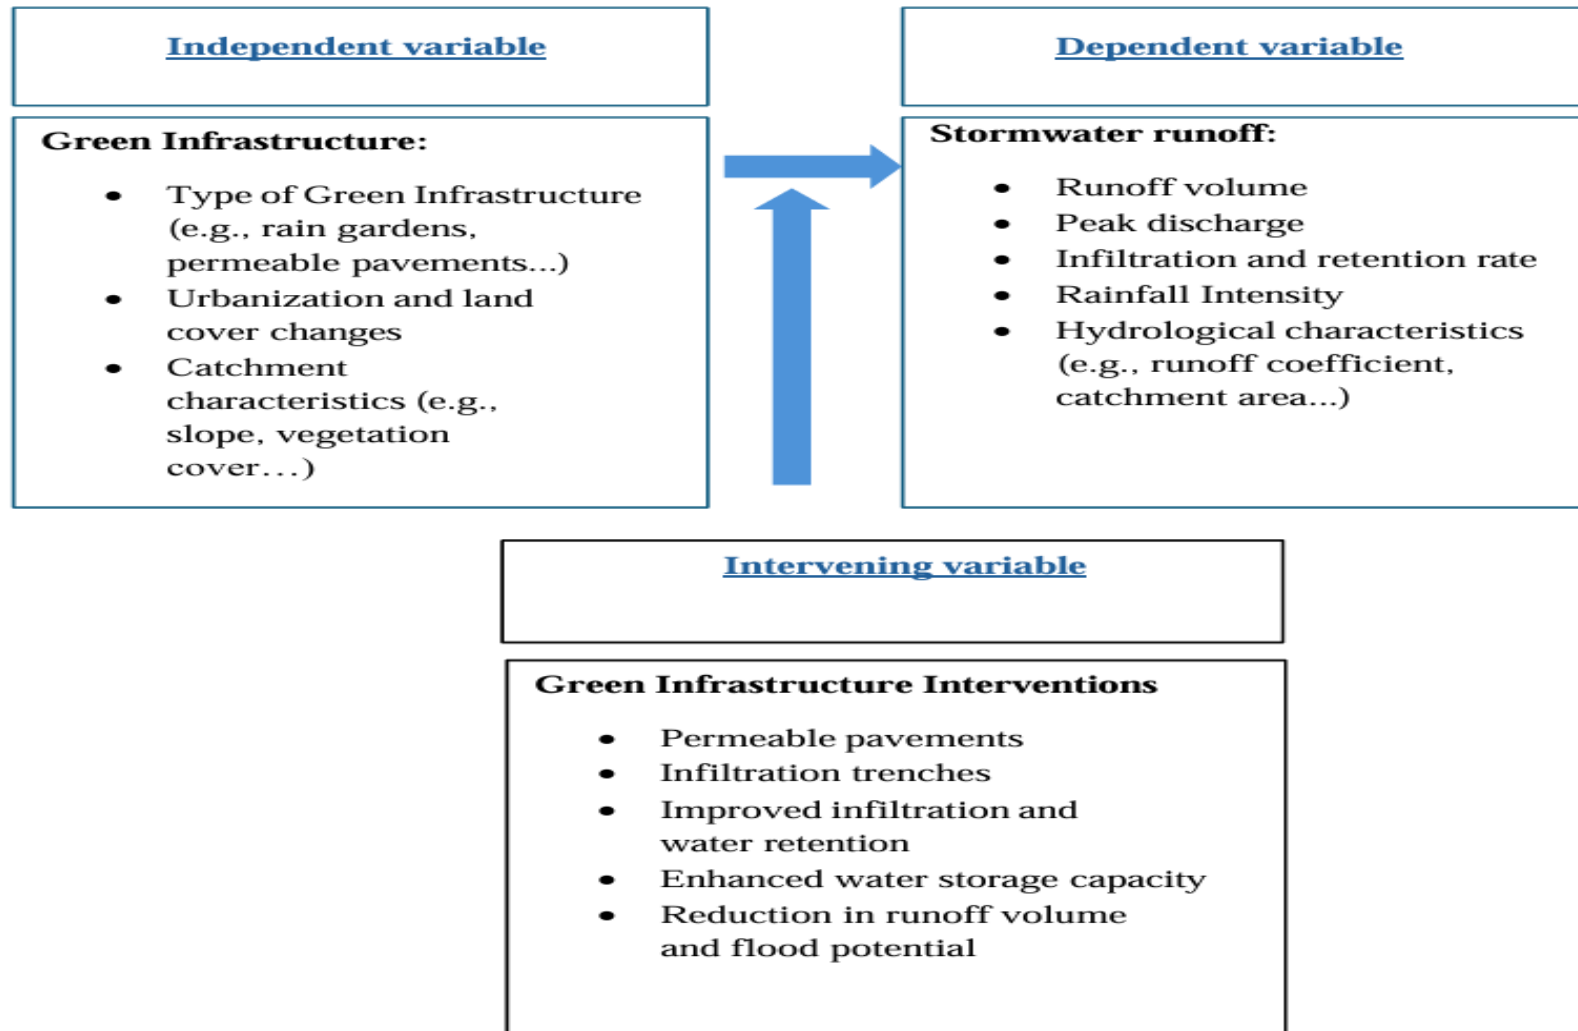 Independent variable
Green Infrastructure:
• Type of Green Infrastructure
(e.g., rain gardens,
permeable pavements...)
• Urbanization and land
cover changes
• Catchment
characteristics (e.g.,
slope, vegetation
cover…)
Dependent variable
Stormwater runoff:
• Runoff volume
• Peak discharge
• Infiltration and retention rate
• Rainfall Intensity
• Hydrological characteristics
(e.g., runoff coefficient,
catchment area...)
Intervening variable
Green Infrastructure Interventions
• Permeable pavements
• Infiltration trenches
• Improved infiltration and
water retention
• Enhanced water storage capacity
• Reduction in runoff volume
and flood potential